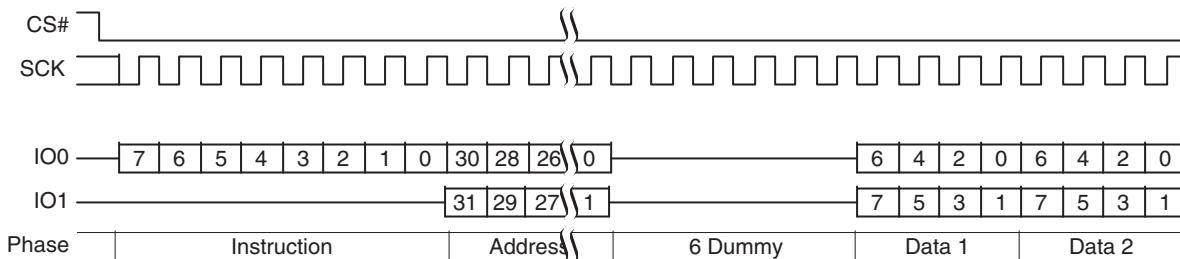 CS#
SCK
IO0 7 6 5 4 3 2 1 0 30 28 26 0 6 4 2 0 6 4 2 0
IO1 31 29 27 1 7 5 3 1 7 5 3 1
Phase Instruction Address 6 Dummy Data 1 Data 2